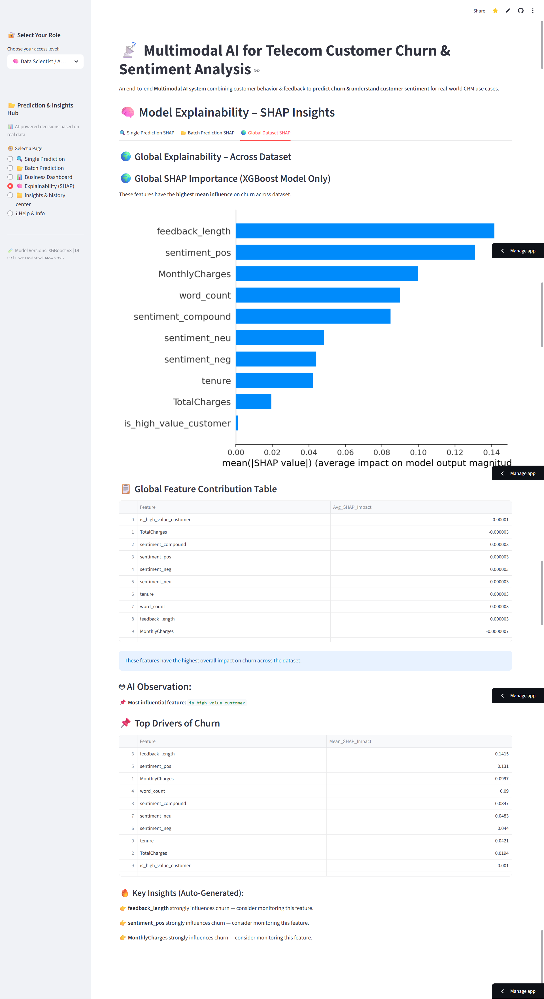 Share
🔐 Select Your Role
Choose your access level:
🧠 Data Scientist / A...
📂 Prediction & Insights
Hub
📊 AI-powered decisions based on
real data
🧭 Select a Page
🔍 Single Prediction
📂 Batch Prediction
📊 Business Dashboard
🧠 Explainability (SHAP)
📁 insights & history
center
ℹ Help & Info
🧪 Model Versions: XGBoost v3 | DL
v2 | Last Updated: Nov 2025
📡 Multimodal AI for Telecom Customer Churn &
Sentiment Analysis
An end-to-end Multimodal AI system combining customer behavior & feedback to predict churn & understand customer sentiment for real-world CRM use cases.
🧠 Model Explainability – SHAP Insights
🔍 Single Prediction SHAP 📂 Batch Prediction SHAP 🌍 Global Dataset SHAP
🌍 Global Explainability – Across Dataset
🌍 Global SHAP Importance (XGBoost Model Only)
These features have the highest mean influence on churn across dataset.
feedback_length
sentiment_pos
Manage app
MonthlyCharges
word_count
sentiment_compound
sentiment_neu
sentiment_neg
tenure
TotalCharges
is_high_value_customer
0.00 0.02 0.04 0.06 0.08 0.10 0.12 0.14
mean(|SHAP value|) (average impact on model output magnitud
Manage app
📋 Global Feature Contribution Table
Feature Avg_SHAP_Impact
0 is_high_value_customer -0.00001
1 TotalCharges -0.000003
2 sentiment_compound 0.000003
3 sentiment_pos 0.000003
4 sentiment_neg 0.000003
5 sentiment_neu 0.000003
6 tenure 0.000003
7 word_count 0.000003
8 feedback_length 0.000003
9 MonthlyCharges -0.0000007
These features have the highest overall impact on churn across the dataset.
AI Observation:
Manage app
📌 Most influential feature: is_high_value_customer
📌 Top Drivers of Churn
Feature Mean_SHAP_Impact
3 feedback_length 0.1415
5 sentiment_pos 0.131
1 MonthlyCharges 0.0997
4 word_count 0.09
8 sentiment_compound 0.0847
7 sentiment_neu 0.0483
6 sentiment_neg 0.044
0 tenure 0.0421
2 TotalCharges 0.0194
9 is_high_value_customer 0.001
🔥 Key Insights (Auto-Generated):
👉 feedback_length strongly influences churn — consider monitoring this feature.
👉 sentiment_pos strongly influences churn — consider monitoring this feature.
👉 MonthlyCharges strongly influences churn — consider monitoring this feature.
Manage app